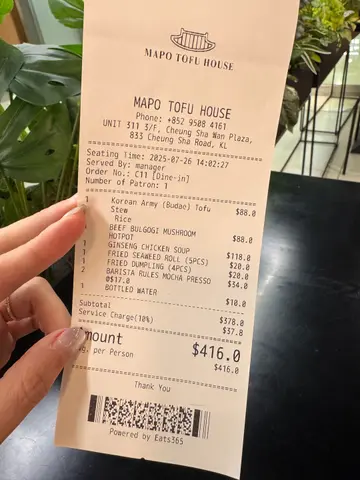 MAPO TOFU HOUSE
MAPO TOFU HOUSE
Phone: +852 9508 4161
UNIT 311 3/F, Cheung Sha Wan Plaza,
833 Cheung Sha Road, KL
Seating Time: 2025-07-26 14:02:27
Served By: manager
Order No.: C11 [Dine-in]
Number of Patron: 1
1 Korean Army (Budae) Tofu $88.0
Stew
Rice
BEEF BULGOGI MUSHROOM $88.0
HOTPOT
1 GINSENG CHICKEN SOUP $118.0
1 FRIED SEAWEED ROLL (5PCS) $20.0
1 FRIED DUMPLING (4PCS) $20.0
2 BARISTA RULES MOCHA PRESSO $34.0
@$17.0
1 BOTTLED WATER $10.0
Subtotal $378.0
Service Charge(10%) $37.8
mount $416.0
g. per Person $416.0
Thank You
Powered by Eats365